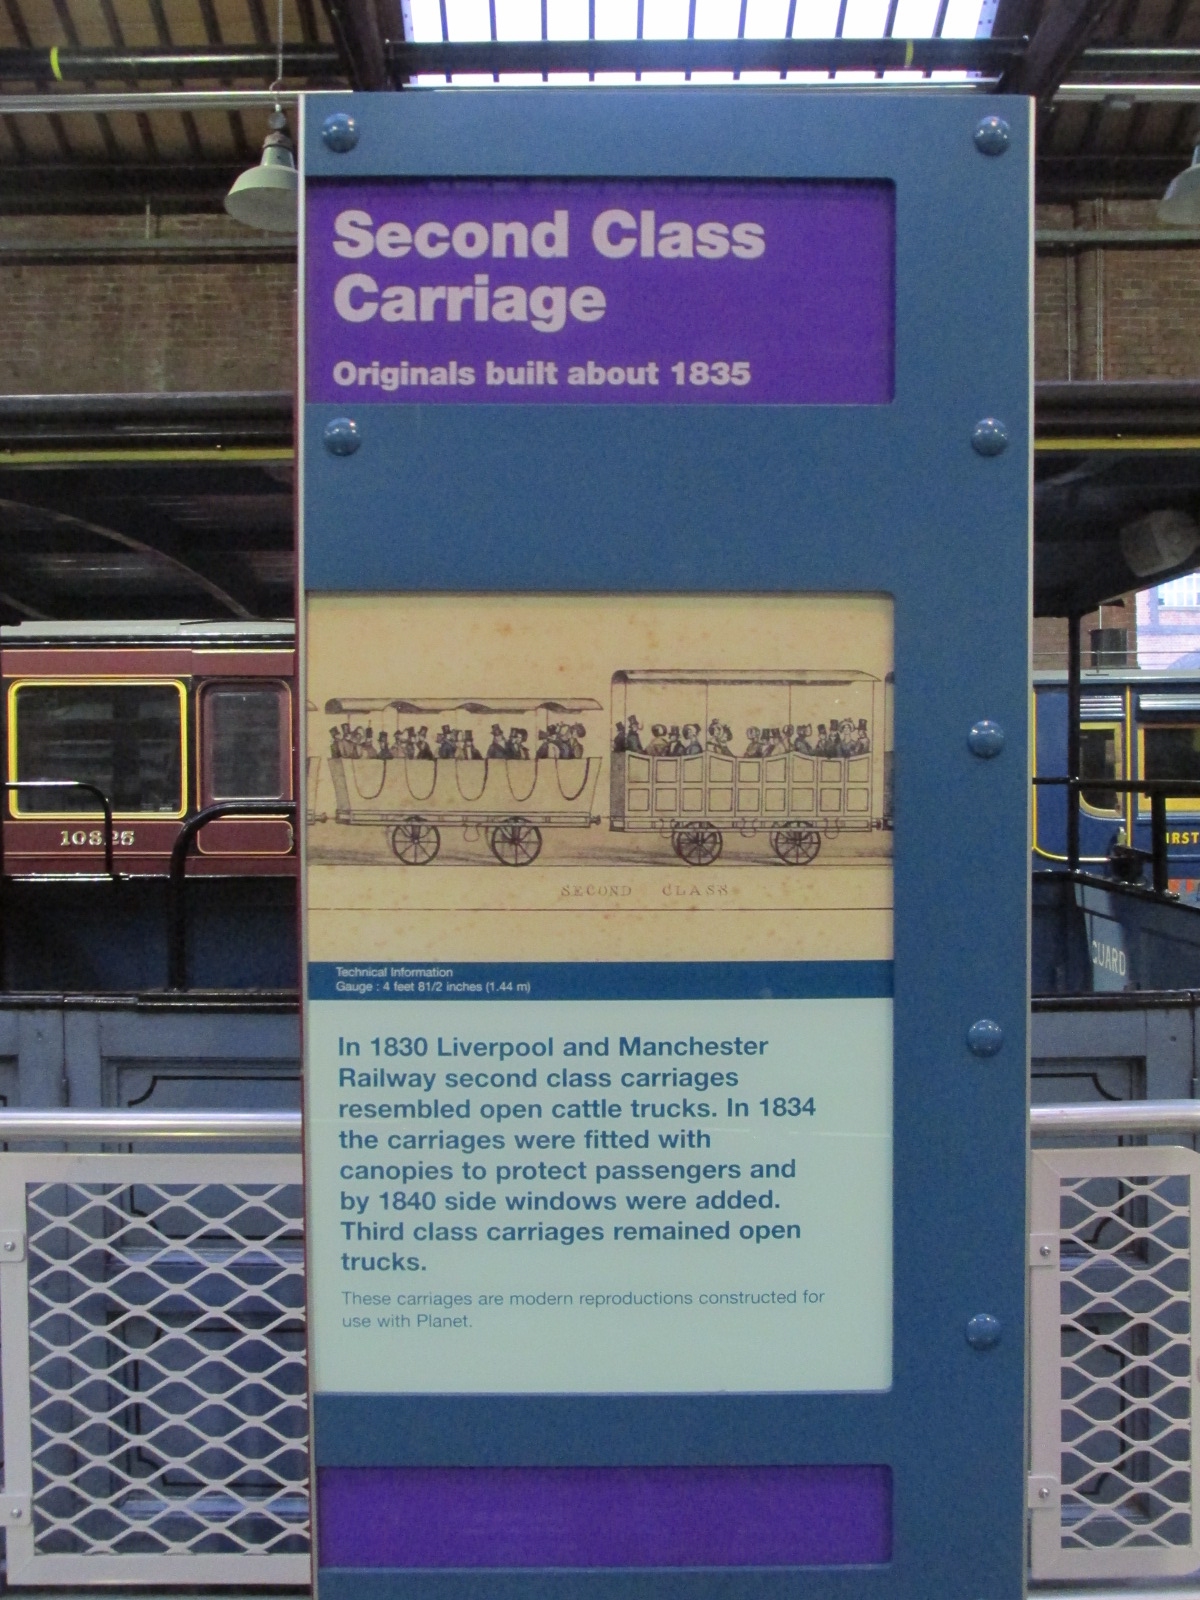 Second Class
Carriage
Originals built about 1835
10825
FIRST
GUARD
SECOND CLASS
Technical Information
Gauge : 4 feet 81/2 inches (1.44 m)
In 1830 Liverpool and Manchester
Railway second class carriages
resembled open cattle trucks. In 1834
the carriages were fitted with
canopies to protect passengers and
by 1840 side windows were added.
Third class carriages remained open
trucks.
These carriages are modern reproductions constructed for
use with Planet.